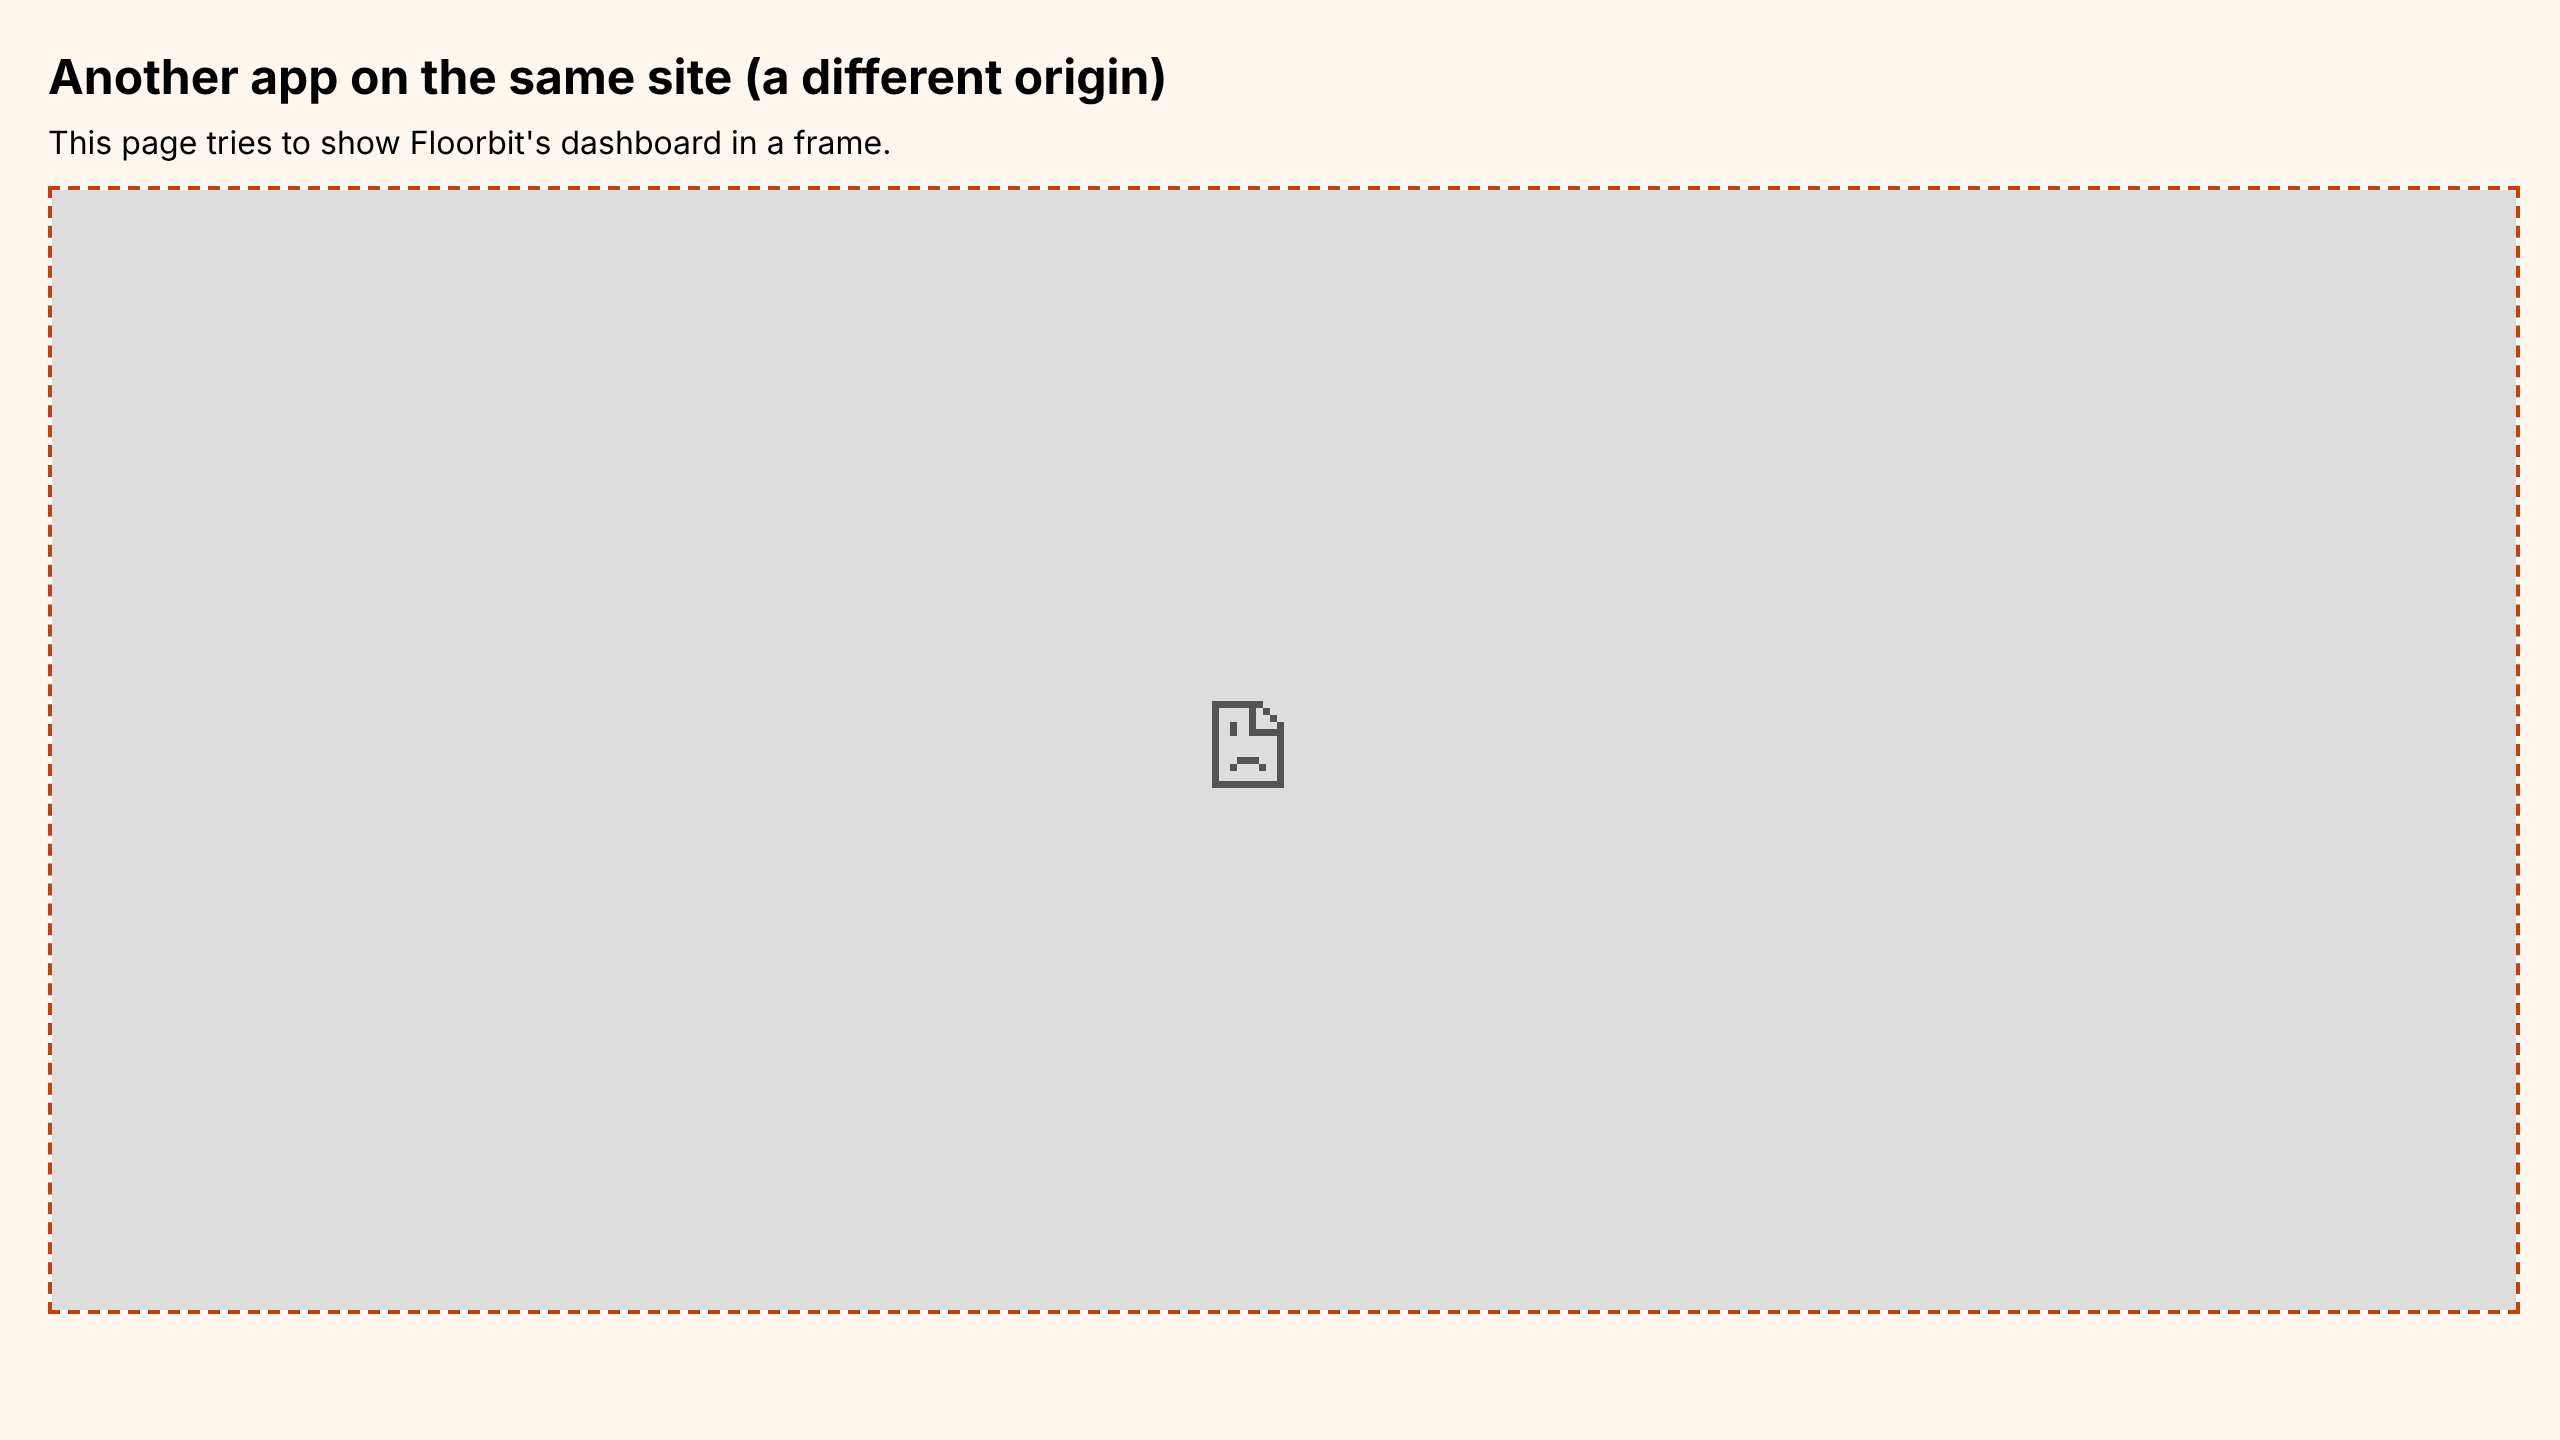 Another app on the same site (a different origin)
This page tries to show Floorbit's dashboard in a frame.